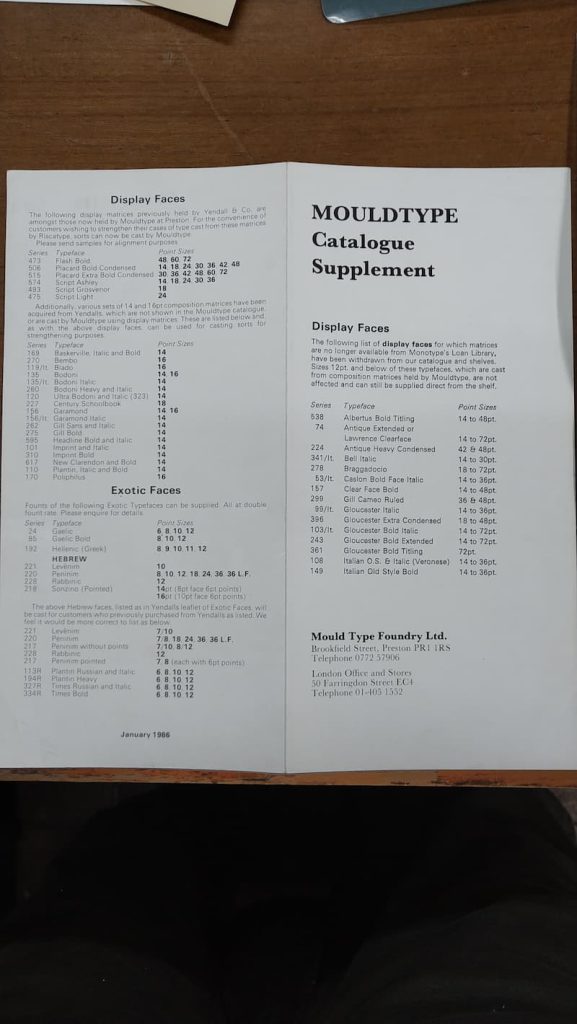 Display Faces
The following display matrices previously held by Yendall & Co. are
amongst those now held by Mouldtype at Preston. For the convenience of
customers wishing to strengthen their cases of type cast from these matrices
by Riscatype, sorts can now be cast by Mouldtype.
Please send samples for alignment purposes.
Series Typeface Point Sizes
473 Flash Bold 48 60 72
506 Placard Bold Condensed 14 18 24 30 36 42 48
515 Placard Extra Bold Condensed 30 36 42 48 60 72
574 Script Ashley 14 18 24 30 36
493 Script Grosvenor 18
475 Script Light 24
Additionally, various sets of 14 and 16pt composition matrices have been
acquired from Yendalls, which are not shown in the Mouldtype catalogue,
or are cast by Mouldtype using display matrices. These are listed below and,
as with the above display faces, can be used for casting sorts for
strengthening purposes.
Series Typeface Point Sizes
169 Baskerville, Italic and Bold 14
270 Bembo 16
119/It. Blado 16
135 Bodoni 14 16
135/It. Bodoni Italic 14
260 Bodoni Heavy and Italic 14
120 Ultra Bodoni and Italic (323) 14
227 Century Schoolbook 18
156 Garamond 14 16
156/It. Garamond Italic 14
262 Gill Sans and Italic 14
275 Gill Bold 14
595 Headline Bold and Italic 14
101 Imprint and Italic 14
310 Imprint Bold 14
617 New Clarendon and Bold 14
110 Plantin, Italic and Bold 14
170 Poliphilus 16
Exotic Faces
Founts of the following Exotic Typefaces can be supplied. All at double
fount rate. Please enquire for details.
Series Typeface Point Sizes
24 Gaelic 6 8 10 12
85 Gaelic Bold 8 10 12
192 Hellenic (Greek) 8 9 10 11 12
HEBREW
221 Levenim 10
220 Peninim 8 10 12 18 24 36 36 L.F.
228 Rabbinic 12
218 Sonzino (Pointed) 14pt (8pt face 6pt points)
16pt (10pt face 6pt points)
The above Hebrew faces, listed as in Yendalls leaflet of Exotic Faces, will
be cast for customers who previously purchased from Yendalls as listed. We
feel it would be more correct to list as below.
221 Levenim 7/10
220 Peninim 7/8 18 24 36 36 L.F.
217 Peninim without points 7/10 8/12
228 Rabbinic 12
217 Peninim pointed 7 8 (each with 6pt points)
113R Plantin Russian and Italic 6 8 10 12
194R Plantin Heavy 6 8 10 12
327R Times Russian and Italic 6 8 10 12
334R Times Bold 6 8 10 12
January 1986
MOULDTYPE
Catalogue
Supplement
Display Faces
The following list of display faces for which matrices
are no longer available from Monotype's Loan Library,
have been withdrawn from our catalogue and shelves.
Sizes 12pt. and below of these typefaces, which are cast
from composition matrices held by Mouldtype, are not
affected and can still be supplied direct from the shelf.
Series Typeface Point Sizes
538 Albertus Bold Titling 14 to 48pt.
74 Antique Extended or
Lawrence Clearface 14 to 72pt.
224 Antique Heavy Condensed 42 & 48pt.
341/It. Bell Italic 14 to 30pt.
278 Braggadocio 18 to 72pt.
53/It. Caslon Bold Face Italic 14 to 36pt.
157 Clear Face Bold 14 to 48pt.
299 Gill Cameo Ruled 36 & 48pt.
99/It. Gloucester Italic 14 to 36pt.
396 Gloucester Extra Condensed 18 to 48pt.
103/It. Gloucester Bold Italic 14 to 72pt.
243 Gloucester Bold Extended 14 to 72pt.
361 Gloucester Bold Titling 72pt.
108 Italian O.S. & Italic (Veronese) 14 to 36pt.
149 Italian Old Style Bold 14 to 36pt.
Mould Type Foundry Ltd.
Brookfield Street, Preston PR1 1RS
Telephone 0772 57906
London Office and Stores
50 Farringdon Street EC4
Telephone 01-405 1552